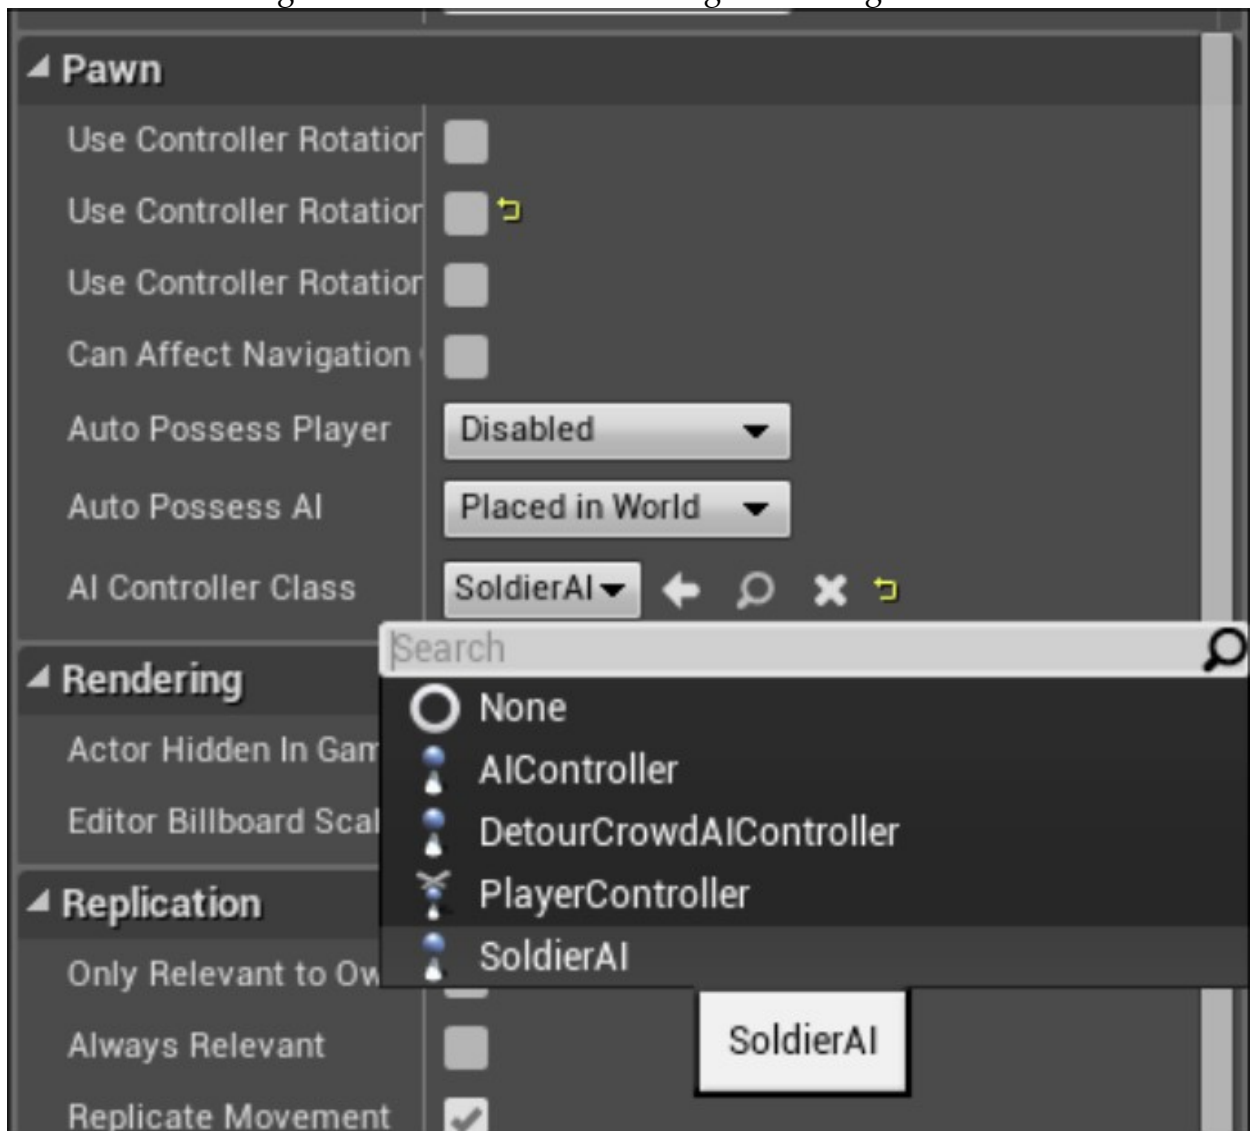 Pawn
Use Controller Rotation
Use Controller Rotation
Use Controller Rotation
Can Affect Navigation
Auto Possess Player Disabled
Auto Possess AI Placed in World
AI Controller Class SoldierAI
Search
Rendering
None
Actor Hidden In Gam
AIController
Editor Billboard Scal
DetourCrowdAIController
Replication
PlayerController
Only Relevant to Ow
SoldierAI
Always Relevant
SoldierAI
Replicate Movement